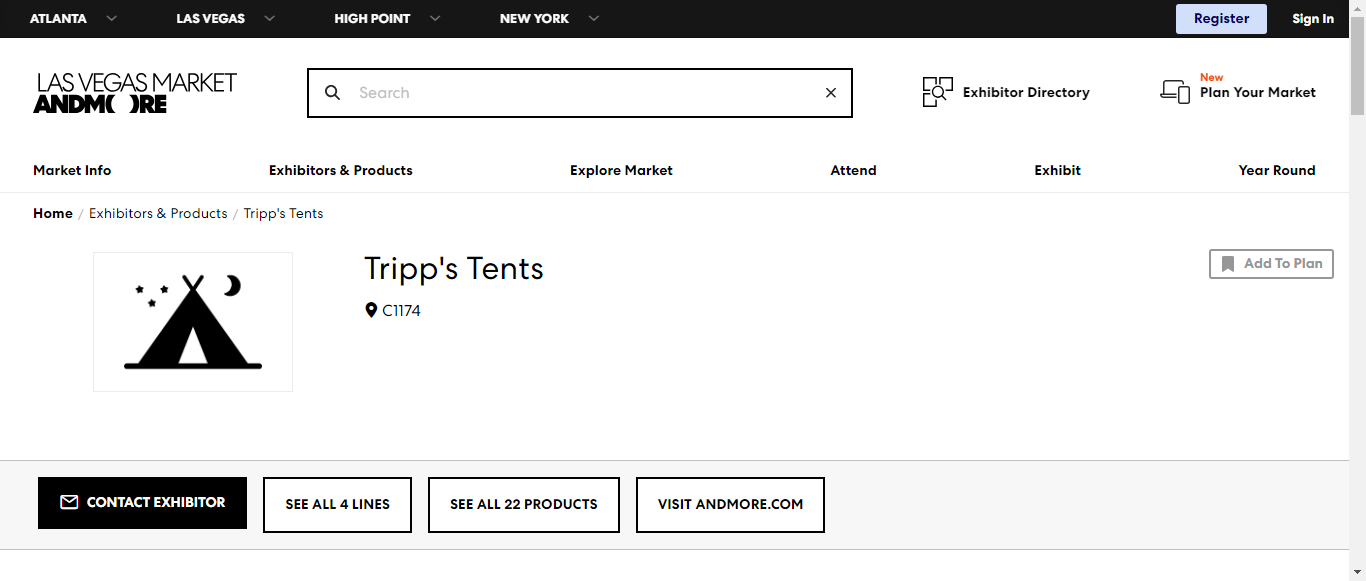 ATLANTA LAS VEGAS HIGH POINT NEW YORK Register Sign In
LAS VEGAS MARKET
ANDMORE
Search
Exhibitor Directory
New
Plan Your Market
Market Info Exhibitors & Products Explore Market Attend Exhibit Year Round
Home / Exhibitors & Products / Tripp's Tents
Tripp's Tents
Add To Plan
C1174
CONTACT EXHIBITOR SEE ALL 4 LINES SEE ALL 22 PRODUCTS VISIT ANDMORE.COM